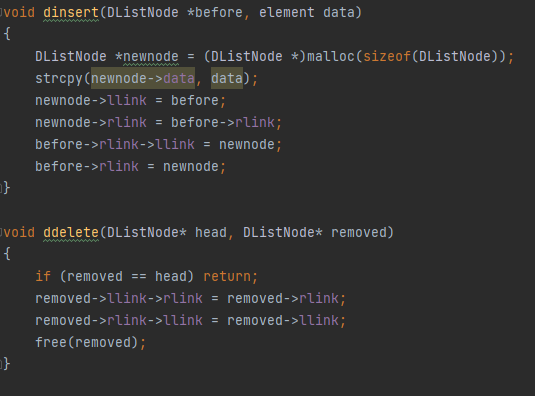 void dinsert(DListNode *before, element data)
{
    DListNode *newnode = (DListNode *)malloc(sizeof(DListNode));
    strcpy(newnode->data, data);
    newnode->llink = before;
    newnode->rlink = before->rlink;
    before->rlink->llink = newnode;
    before->rlink = newnode;
}

void ddelete(DListNode* head, DListNode* removed)
{
    if (removed == head) return;
    removed->llink->rlink = removed->rlink;
    removed->rlink->llink = removed->llink;
    free(removed);
}